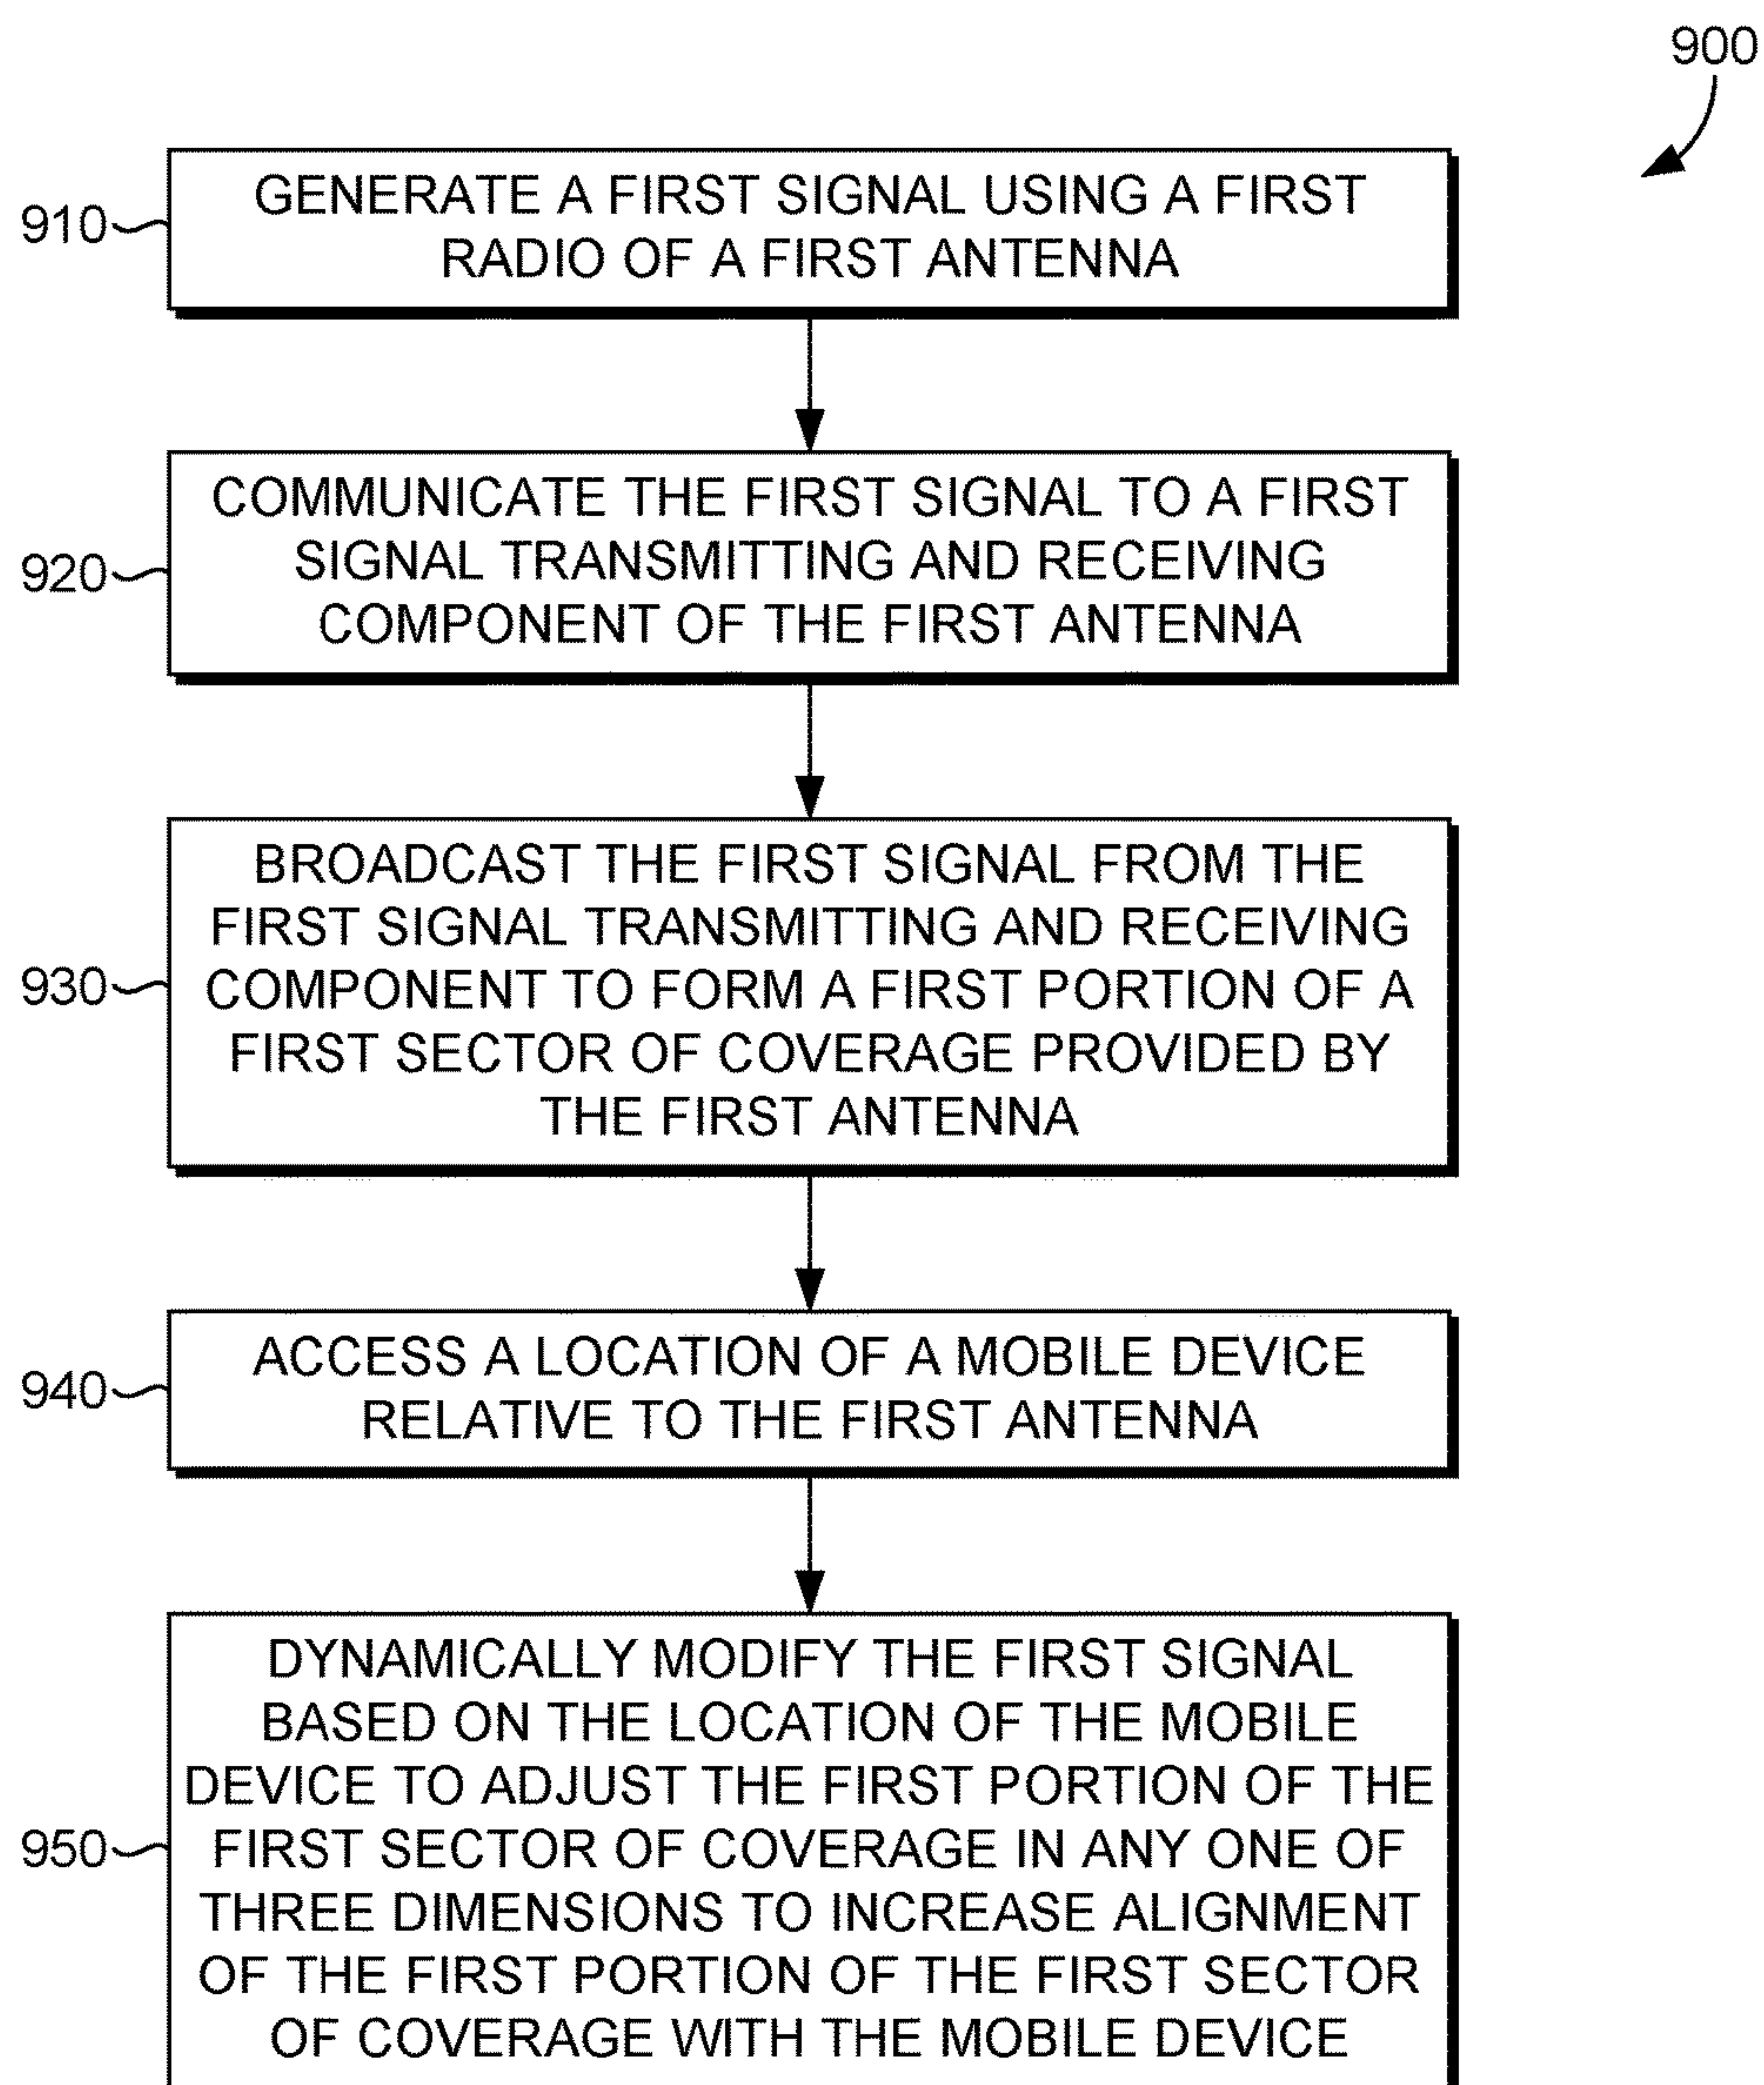 900
910
GENERATE A FIRST SIGNAL USING A FIRST
RADIO OF A FIRST ANTENNA
920
COMMUNICATE THE FIRST SIGNAL TO A FIRST
SIGNAL TRANSMITTING AND RECEIVING
COMPONENT OF THE FIRST ANTENNA
930
BROADCAST THE FIRST SIGNAL FROM THE
FIRST SIGNAL TRANSMITTING AND RECEIVING
COMPONENT TO FORM A FIRST PORTION OF A
FIRST SECTOR OF COVERAGE PROVIDED BY
THE FIRST ANTENNA
940
ACCESS A LOCATION OF A MOBILE DEVICE
RELATIVE TO THE FIRST ANTENNA
950
DYNAMICALLY MODIFY THE FIRST SIGNAL
BASED ON THE LOCATION OF THE MOBILE
DEVICE TO ADJUST THE FIRST PORTION OF THE
FIRST SECTOR OF COVERAGE IN ANY ONE OF
THREE DIMENSIONS TO INCREASE ALIGNMENT
OF THE FIRST PORTION OF THE FIRST SECTOR
OF COVERAGE WITH THE MOBILE DEVICE